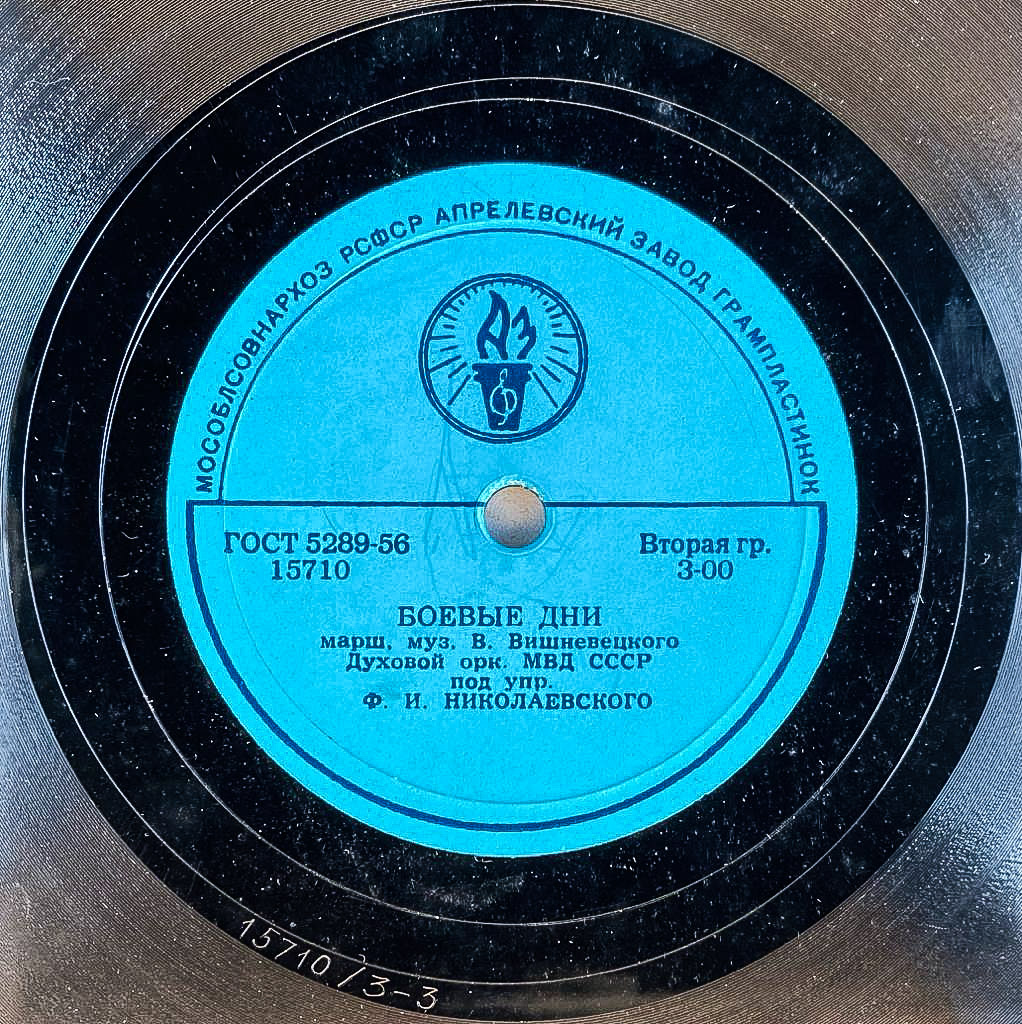 МОСОБЛСОВНАРХОЗ РСФСР АПРЕЛЕВСКИЙ ЗАВОД ГРАМПЛАСТИНОК
АЗ
ГОСТ 5289-56
15710
Вторая гр.
3-00
БОЕВЫЕ ДНИ
марш, муз. В. Вишневецкого
Духовой орк. МВД СССР
под упр.
Ф. И. НИКОЛАЕВСКОГО
15710/3-3